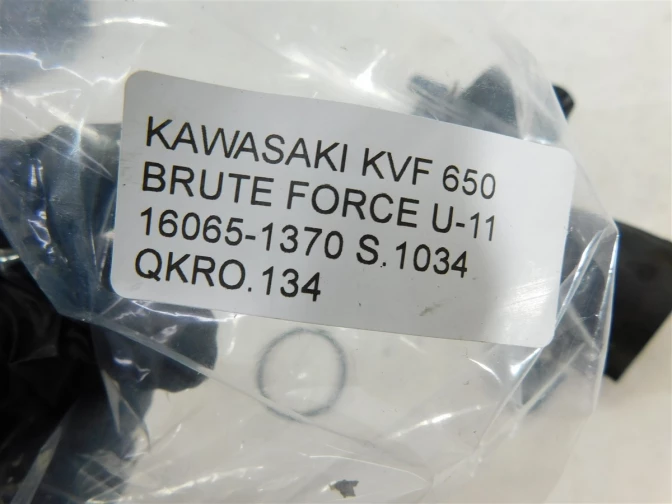 KAWASAKI KVF 650
BRUTE FORCE U-11
16065-1370 S.1034
QKRO.134